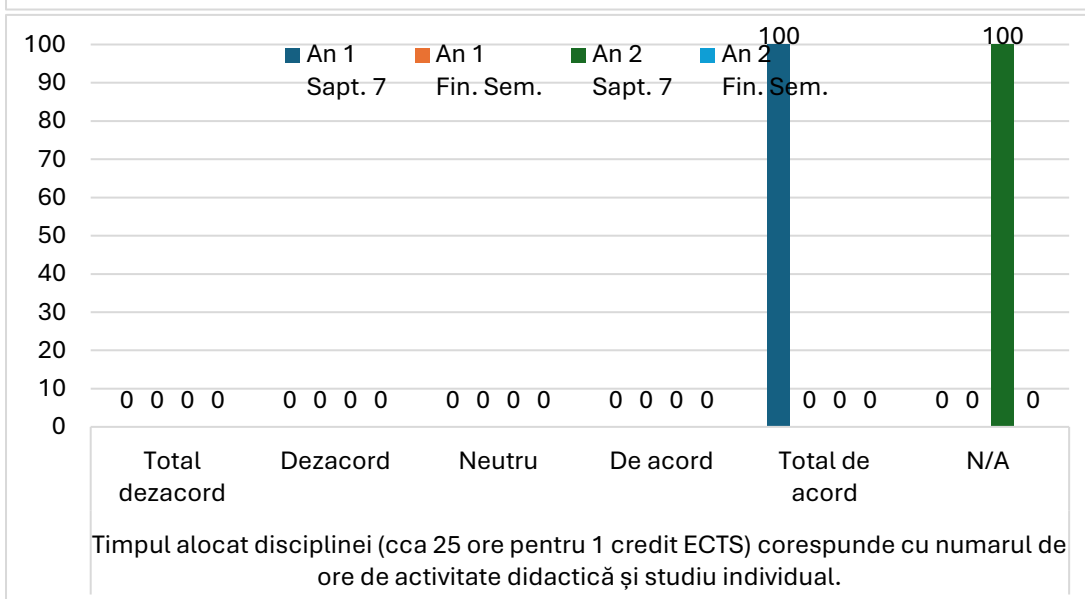 100
90
80
70
60
50
40
30
20
10
0
An 1 Sapt. 7
An 1 Fin. Sem.
An 2 Sapt. 7
An 2 Fin. Sem.
100
100
0 0 0 0
0 0 0 0
0 0 0 0
0 0 0 0
0 0 0
0 0
0
Total dezacord
Dezacord
Neutru
De acord
Total de acord
N/A
Timpul alocat disciplinei (cca 25 ore pentru 1 credit ECTS) corespunde cu numarul de
ore de activitate didactică și studiu individual.